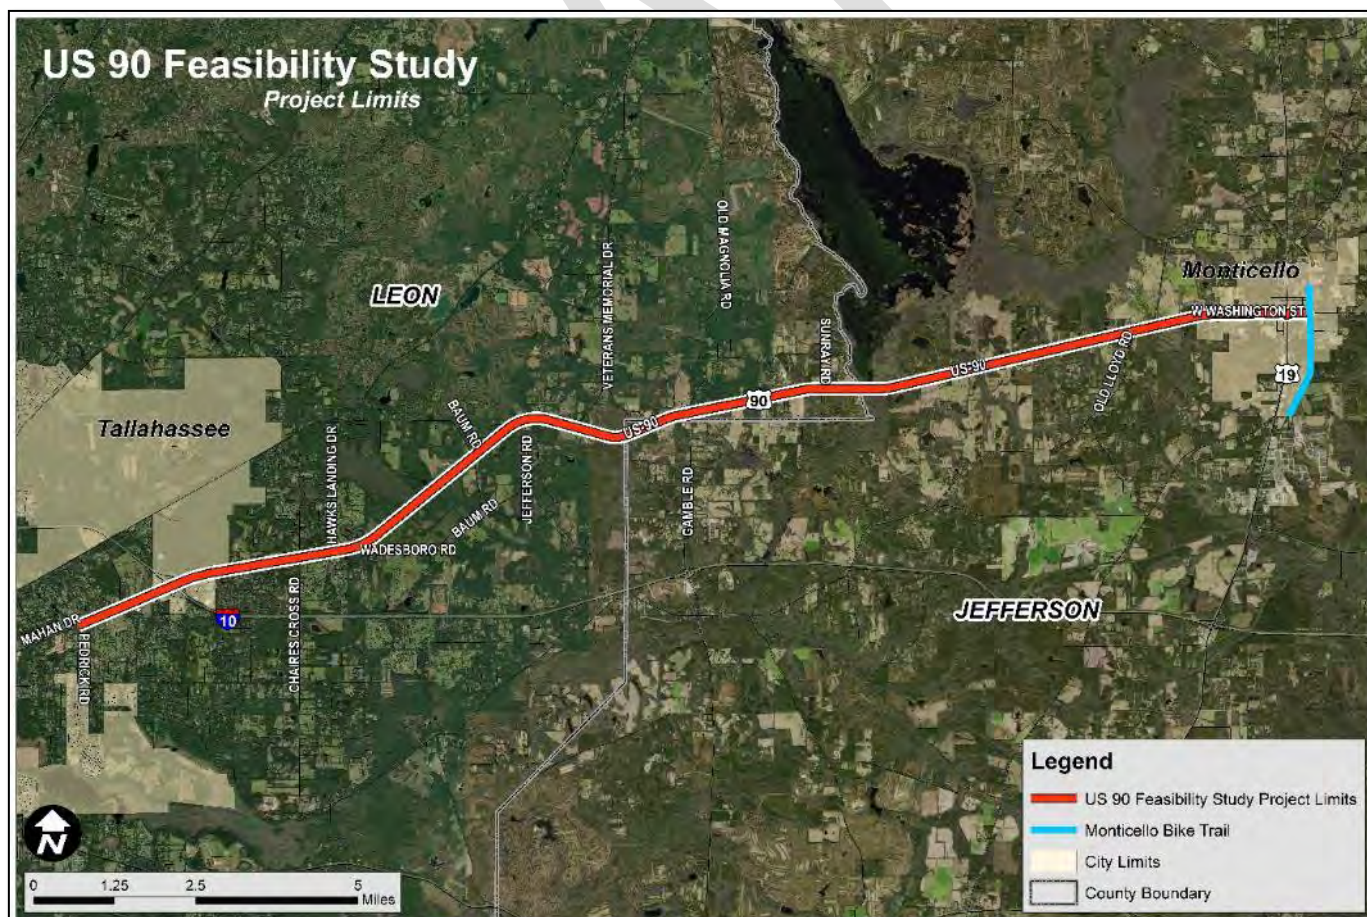 US 90 Feasibility Study
Project Limits
LEON
VETERANS MEMORIAL DR
OLD MAGNOLIA RD
SUNRAY RD
Monticello
W WASHINGTON ST
OLD LLOYD RD
19
US-90
90
US-90
Tallahassee
HAWKS LANDING DR
BAUM RD
JEFFERSON RD
BAUM RD
GAMBLE RD
WADESBORO RD
CHAIRES CROSS RD
10
MAHAN DR
PEDRICK RD
JEFFERSON
Legend
US 90 Feasibility Study Project Limits
Monticello Bike Trail
City Limits
County Boundary
N
0 1.25 2.5 5
Miles